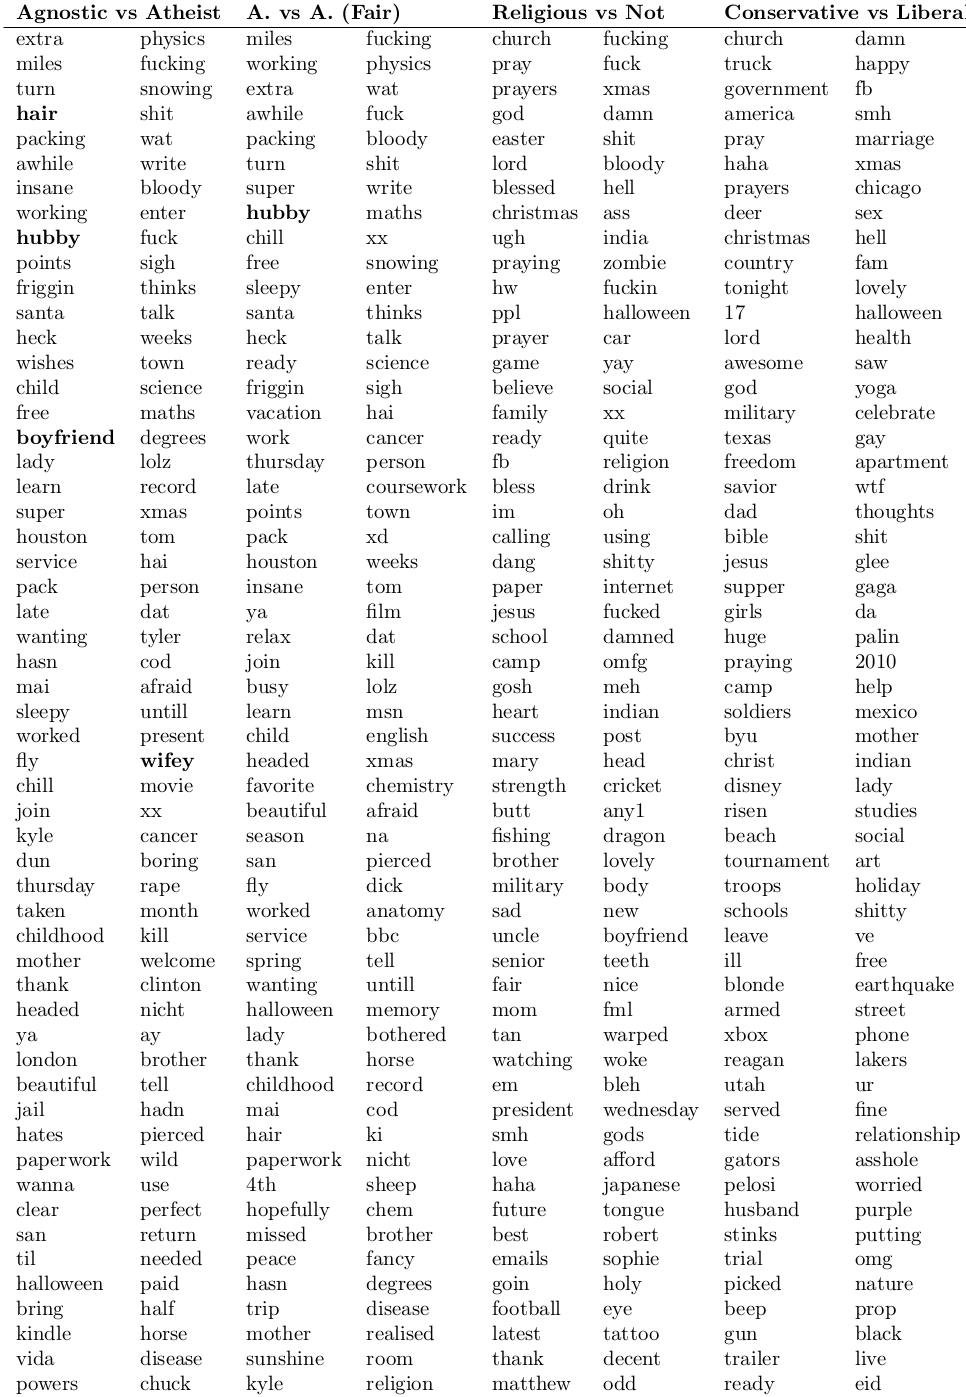 Agnostic vs Atheist A. vs A. (Fair) Religious vs Not Conservative vs Liberal
extra physics miles fucking church fucking church damn
miles fucking working physics pray fuck truck happy
turn snowing extra wat prayers xmas government fb
hair shit awhile fuck god damn america smh
packing wat packing bloody easter shit pray marriage
awhile write turn shit lord bloody haha xmas
insane bloody super write blessed hell prayers chicago
working enter hubby maths christmas ass deer sex
hubby fuck chill xx ugh india christmas hell
points sigh free snowing praying zombie country fam
friggin thinks sleepy enter hw fuckin tonight lovely
santa talk santa thinks ppl halloween 17 halloween
heck weeks heck talk prayer car lord health
wishes town ready science game yay awesome saw
child science friggin sigh believe social god yoga
free maths vacation hai family xx military celebrate
boyfriend degrees work cancer ready quite texas gay
lady lolz thursday person fb religion freedom apartment
learn record late coursework bless drink savior wtf
super xmas points town im oh dad thoughts
houston tom pack xd calling using bible shit
service hai houston weeks dang shitty jesus glee
pack person insane tom paper internet supper gaga
late dat ya film jesus fucked girls da
wanting tyler relax dat school damned huge palin
hasn cod join kill camp omfg praying 2010
mai afraid busy lolz gosh meh camp help
sleepy untill learn msn heart indian soldiers mexico
worked present child english success post byu mother
fly wifey headed xmas mary head christ indian
chill movie favorite chemistry strength cricket disney lady
join xx beautiful afraid butt any1 risen studies
kyle cancer season na fishing dragon beach social
dun boring san pierced brother lovely tournament art
thursday rape fly dick military body troops holiday
taken month worked anatomy sad new schools shitty
childhood kill service bbc uncle boyfriend leave ve
mother welcome spring tell senior teeth ill free
thank clinton wanting untill fair nice blonde earthquake
headed nicht halloween memory mom fml armed street
ya ay lady bothered tan warped xbox phone
london brother thank horse watching woke reagan lakers
beautiful tell childhood record em bleh utah ur
jail hadn mai cod president wednesday served fine
hates pierced hair ki smh gods tide relationship
paperwork wild paperwork nicht love afford gators asshole
wanna use 4th sheep haha japanese pelosi worried
clear perfect hopefully chem future tongue husband purple
san return missed brother best robert stinks putting
til needed peace fancy emails sophie trial omg
halloween paid hasn degrees goin holy picked nature
bring half trip disease football eye beep prop
kindle horse mother realised latest tattoo gun black
vida disease sunshine room thank decent trailer live
powers chuck kyle religion matthew odd ready eid